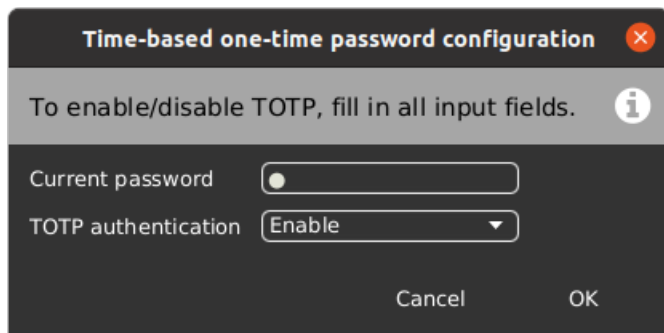 Time-based one-time password configuration
To enable/disable TOTP, fill in all input fields.
Current password
TOTP authentication Enable
Cancel OK